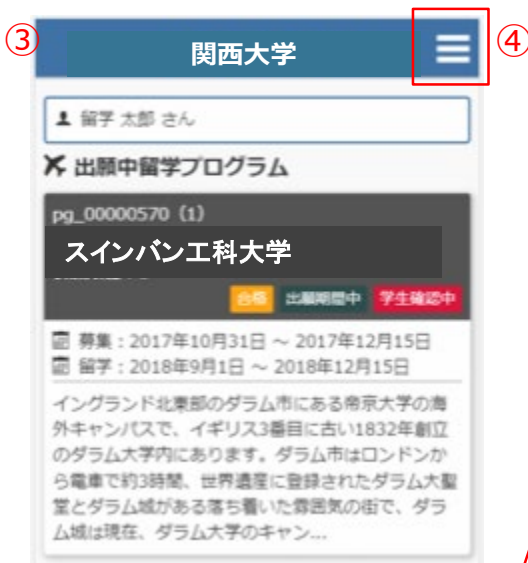 ③ 関西大学 ④
留学 太郎 さん
出願中留学プログラム
pg_00000570 (1)
スインバン工科大学
合格 出願期間中 学生確認中
募集：2017年10月31日 ～ 2017年12月15日
留学：2018年9月1日 ～ 2018年12月15日
イングランド北東部のダラム市にある帝京大学の海
外キャンパスで、イギリス3番目に古い1832年創立
のダラム大学内にあります。ダラム市はロンドンか
ら電車で約3時間、世界遺産に登録されたダラム大聖
堂とダラム城がある落ち着いた雰囲気の街で、ダラ
ム城は現在、ダラム大学のキャン...